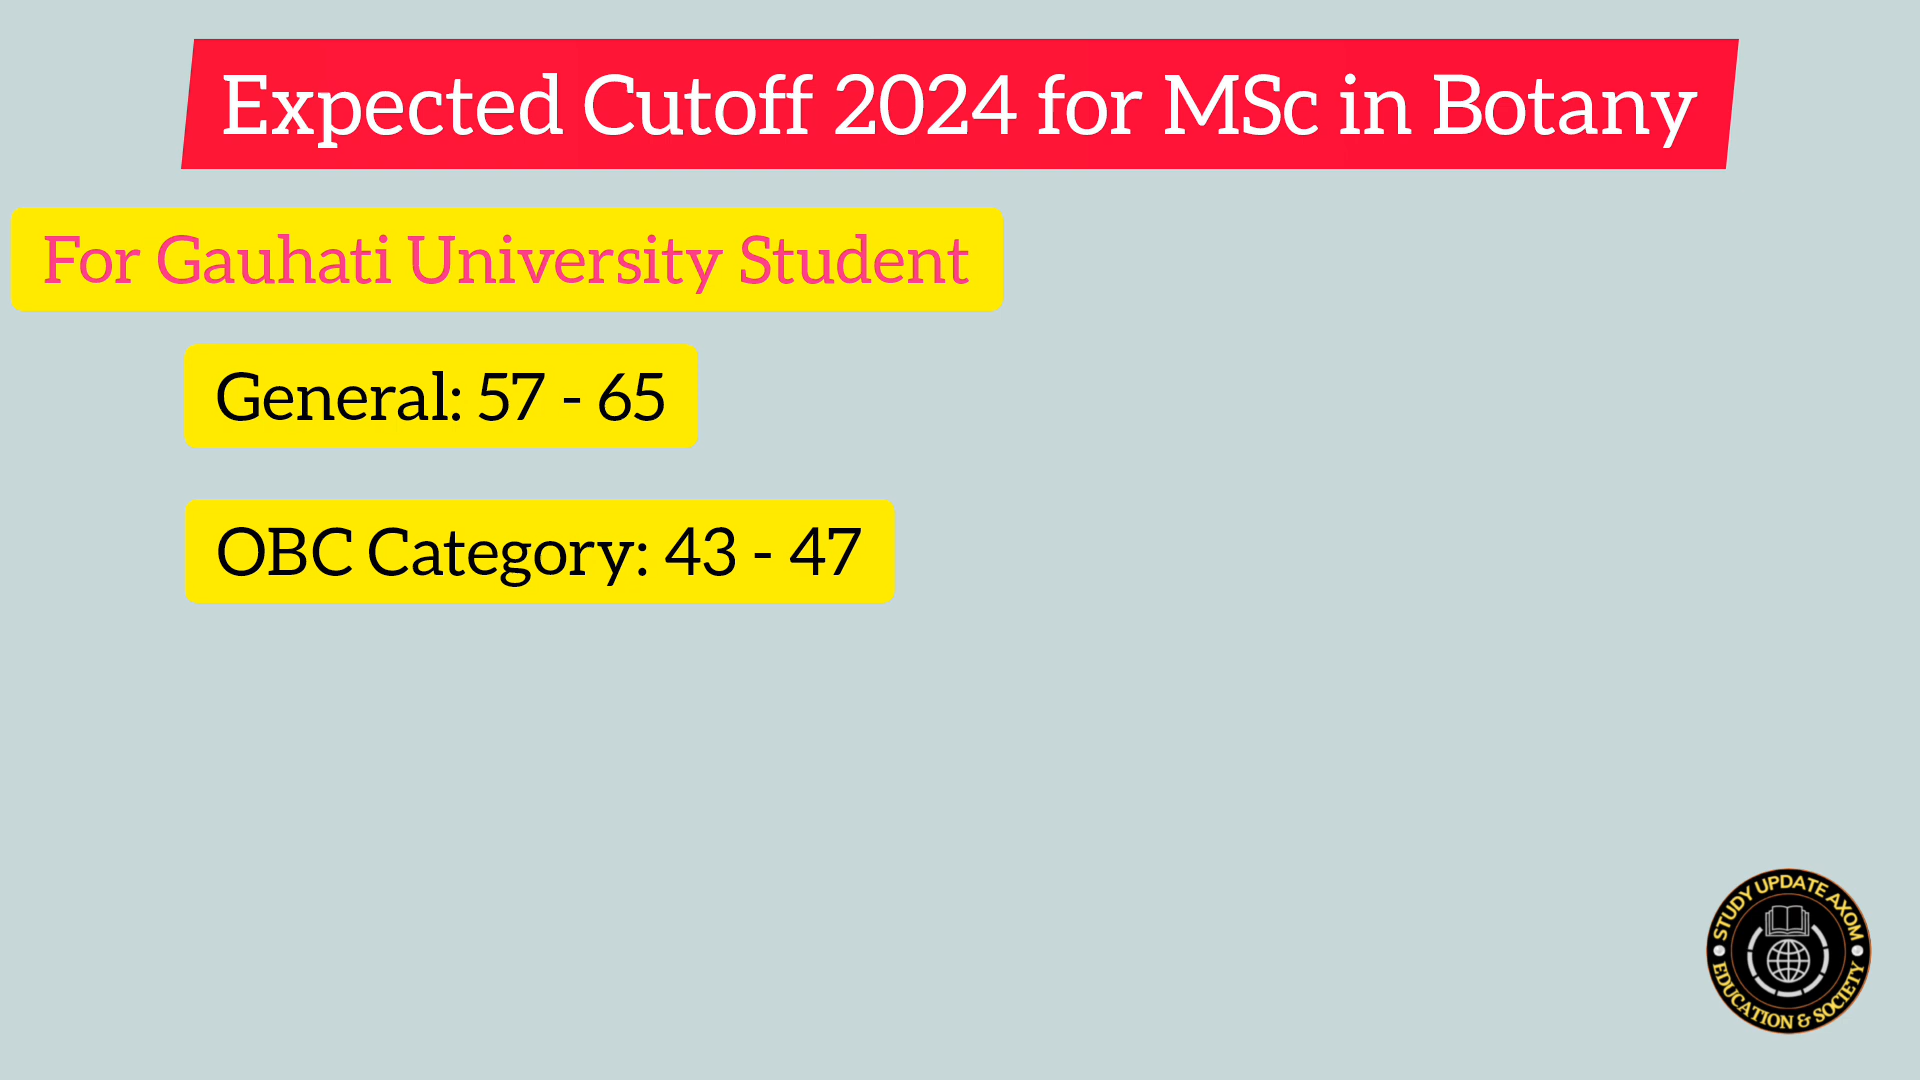 Expected Cutoff 2024 for MSc in Botany
For Gauhati University Student
General: 57 - 65
OBC Category: 43 - 47
STUDY UPDATE AXOM
EDUCATION & SOCIETY